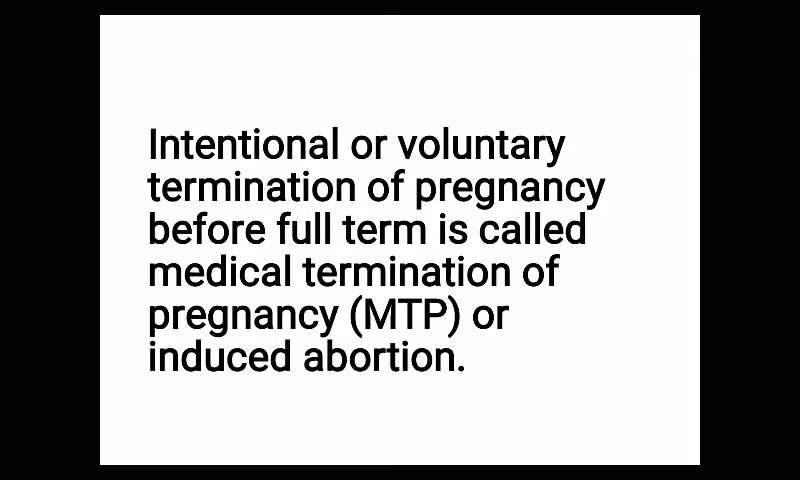 Intentional or voluntary
termination of pregnancy
before full term is called
medical termination of
pregnancy (MTP) or
induced abortion.